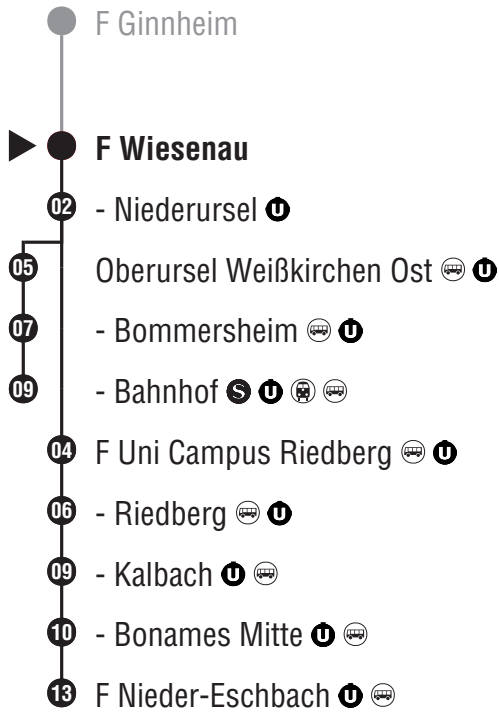 F Ginnheim
F Wiesenau
02 - Niederursel U
05 Oberursel Weißkirchen Ost U
07 - Bommersheim U
09 - Bahnhof S U
04 F Uni Campus Riedberg U
06 - Riedberg U
09 - Kalbach U
10 - Bonames Mitte U
13 F Nieder-Eschbach U